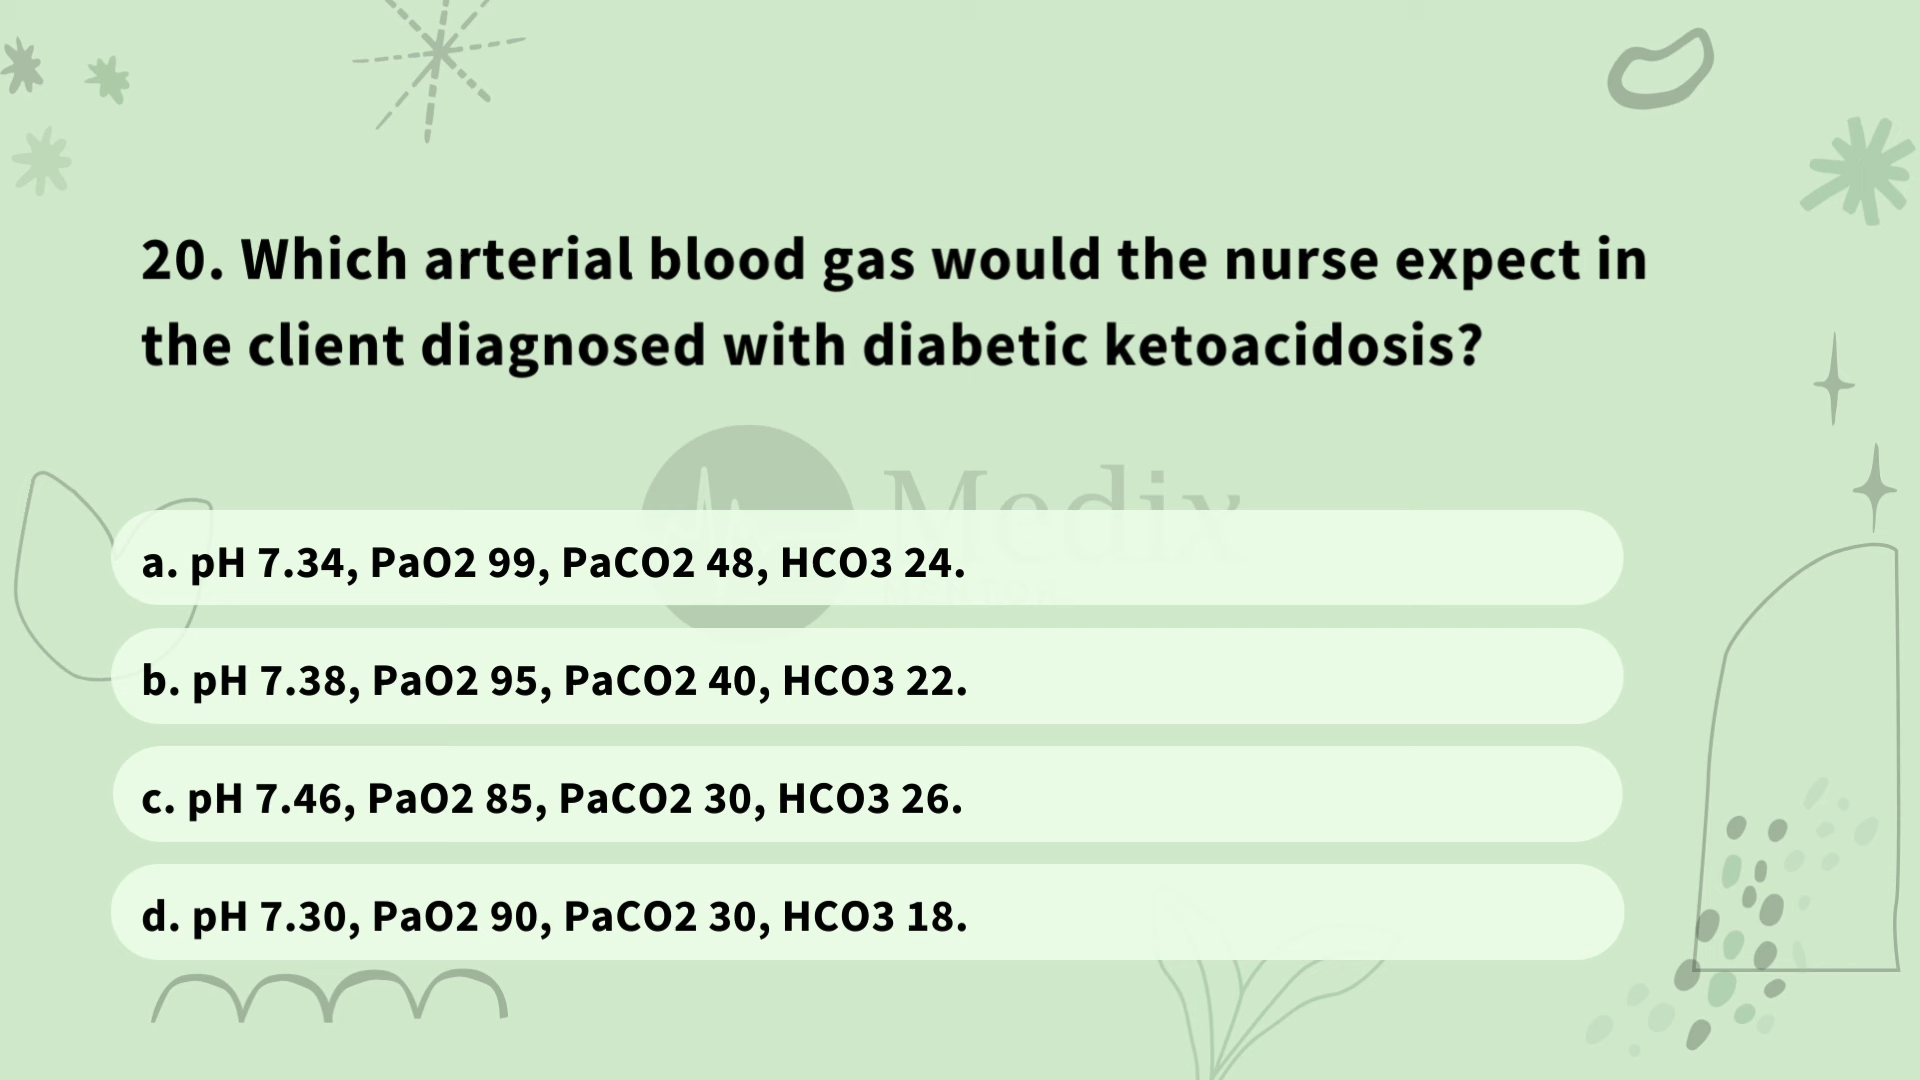 20. Which arterial blood gas would the nurse expect in
the client diagnosed with diabetic ketoacidosis?
Medix
a. pH 7.34, PaO2 99, PaCO2 48, HCO3 24.
b. pH 7.38, PaO2 95, PaCO2 40, HCO3 22.
c. pH 7.46, PaO2 85, PaCO2 30, HCO3 26.
d. pH 7.30, PaO2 90, PaCO2 30, HCO3 18.